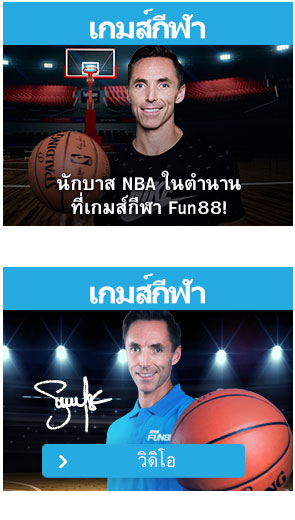 เกมส์กีฬา
นักบาส NBA ในตำนาน
ที่เกมส์กีฬา Fun88!
เกมส์กีฬา
FUN88
วิดิโอ